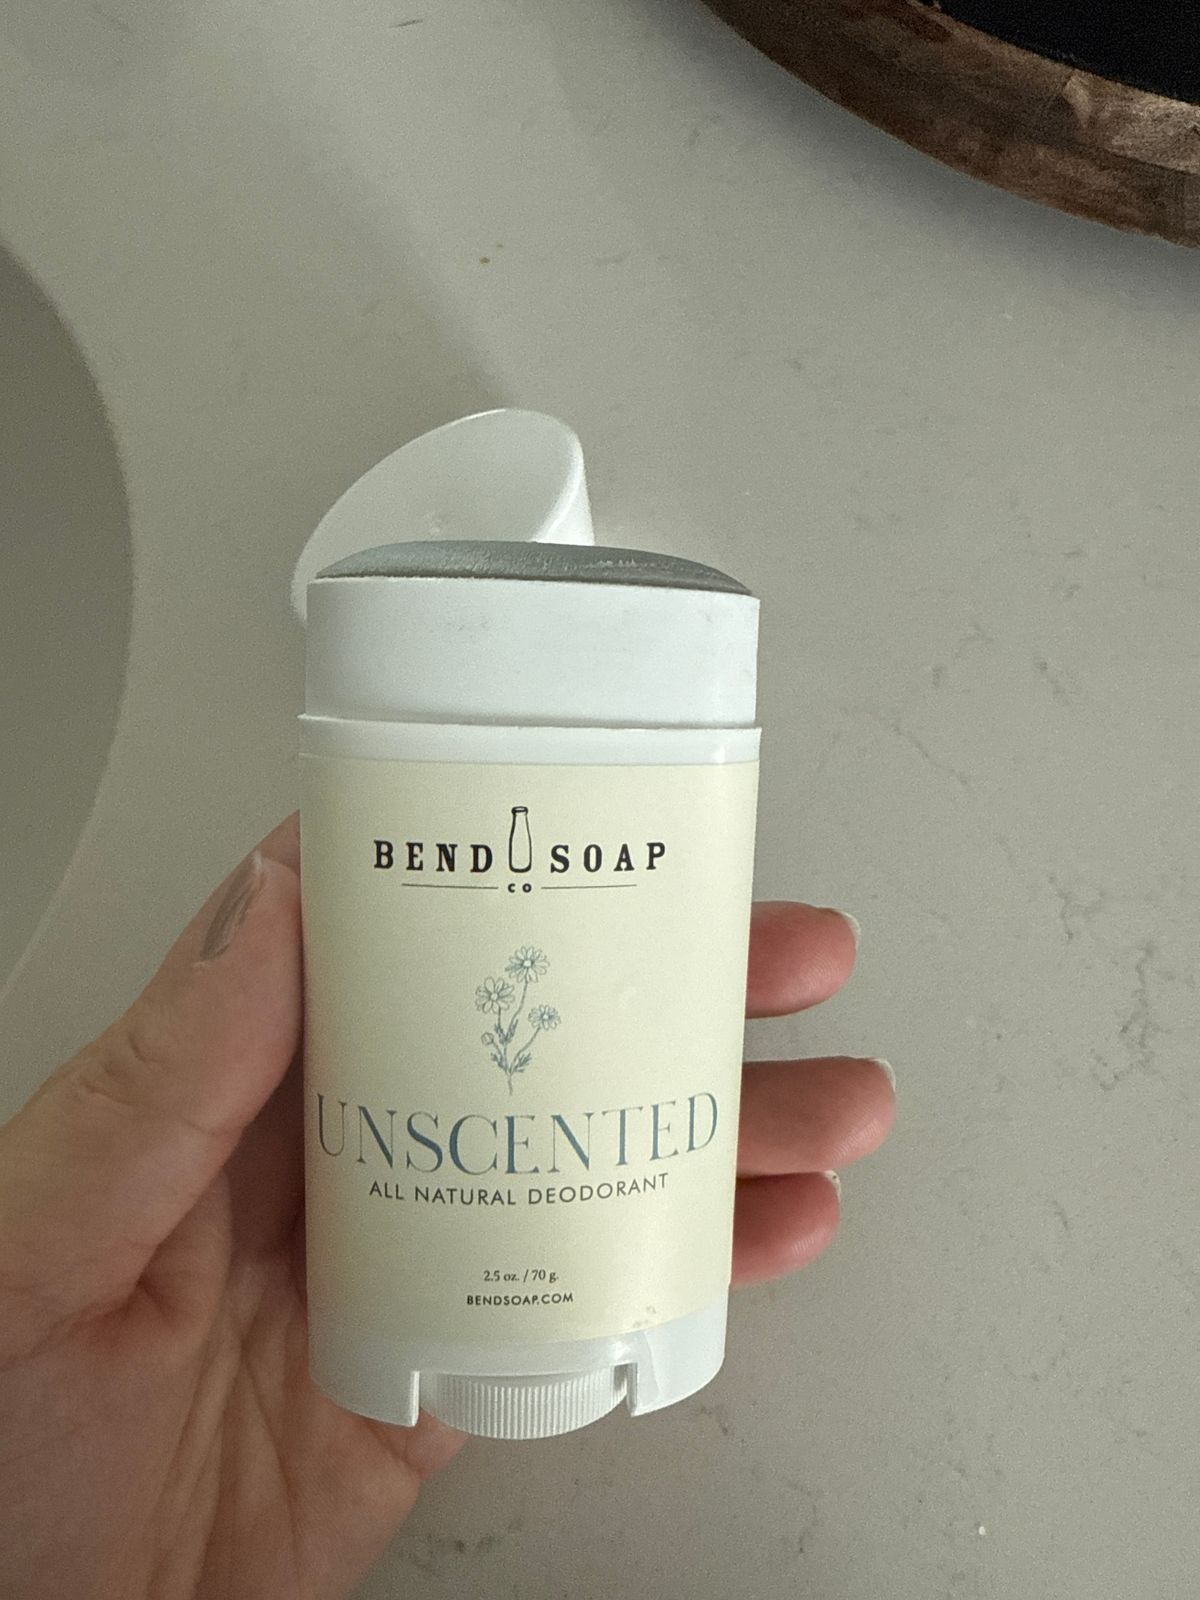 BEND SOAP
CO
UNSCENTED
ALL NATURAL DEODORANT
2.5 oz. / 70 g.
BENDSOAP.COM